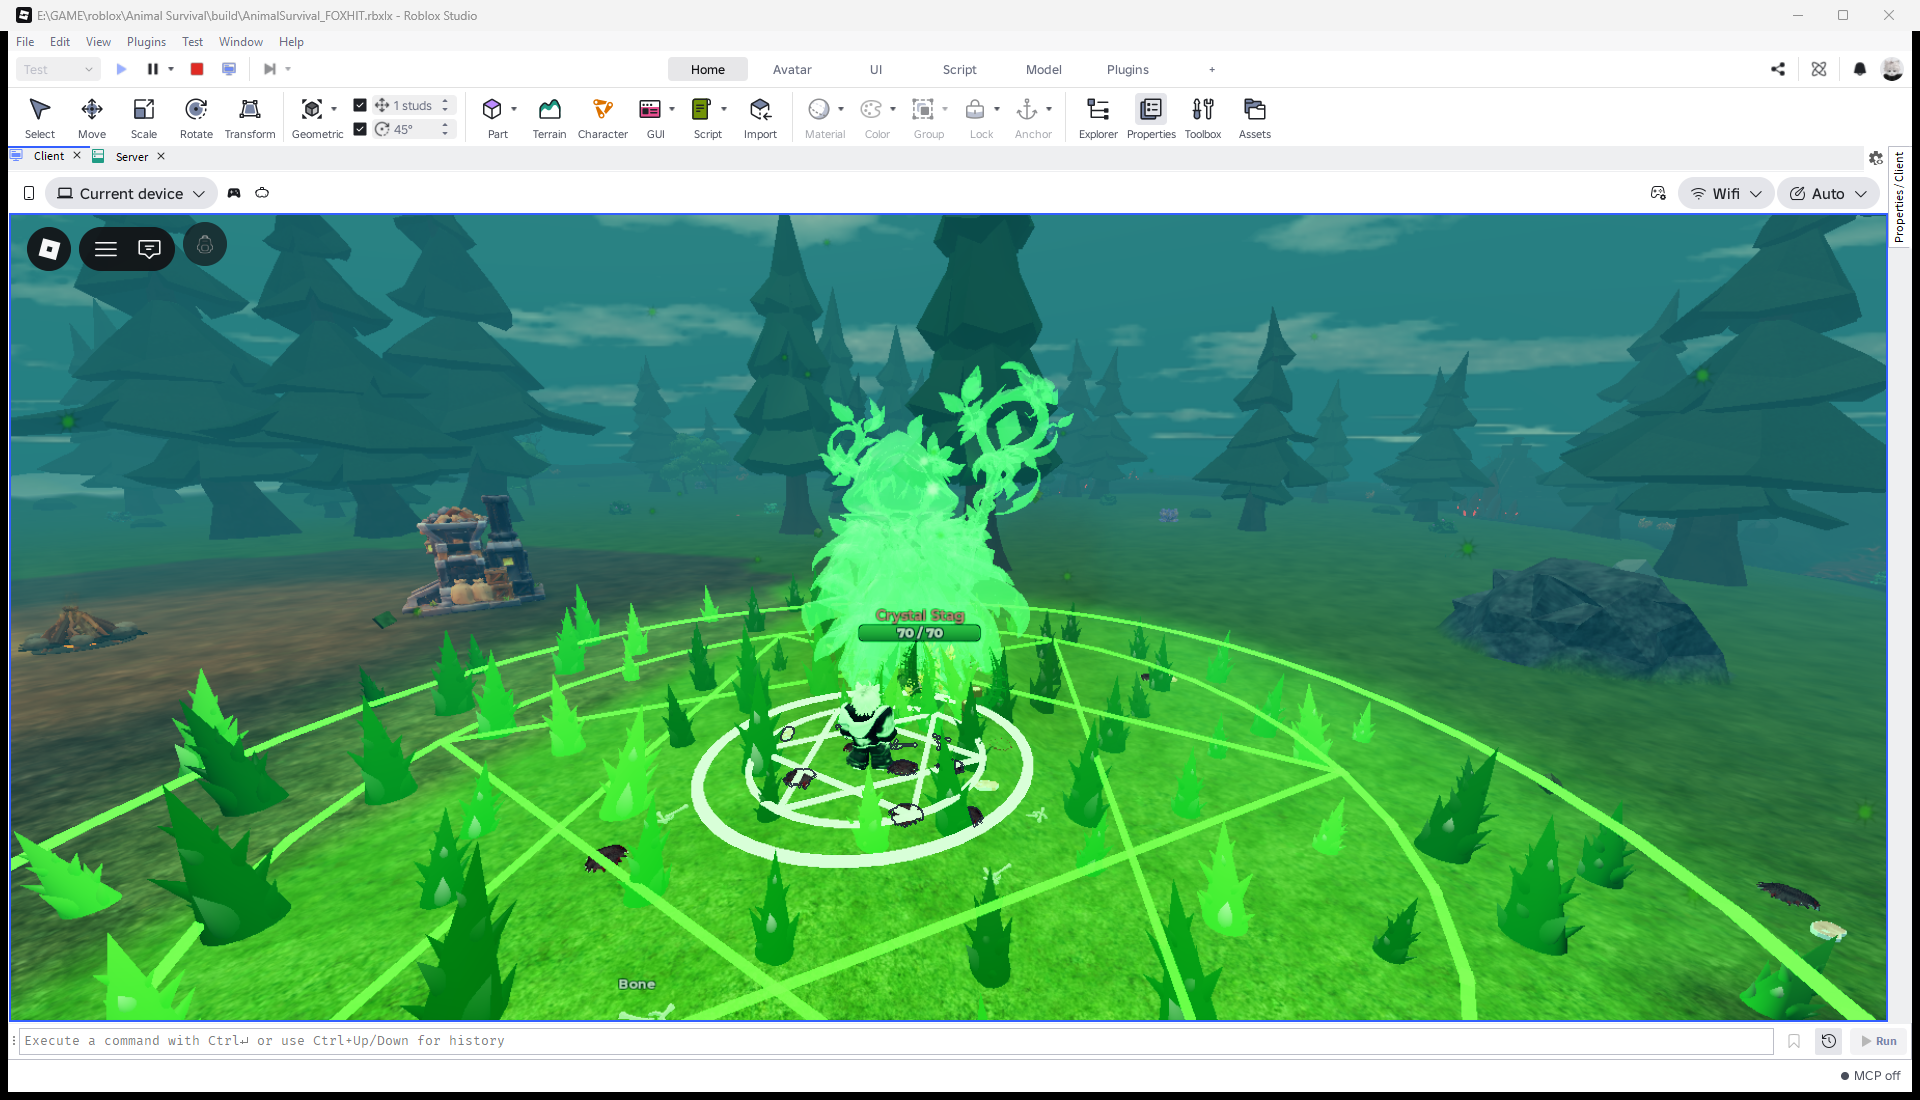 E:\GAME\roblox\Animal Survival\build\AnimalSurvival_FOXHIT.rbxlx - Roblox Studio
File Edit View Plugins Test Window Help
Test
Home Avatar UI Script Model Plugins +
1 studs
45°
Select Move Scale Rotate Transform Geometric Part Terrain Character GUI Script Import Material Color Group Lock Anchor Explorer Properties Toolbox Assets
Client Server
Current device
Wifi
Auto
Properties / Client
Crystal Stag
70 / 70
Bone
Execute a command with Ctrl↵ or use Ctrl+Up/Down for history
Run
MCP off